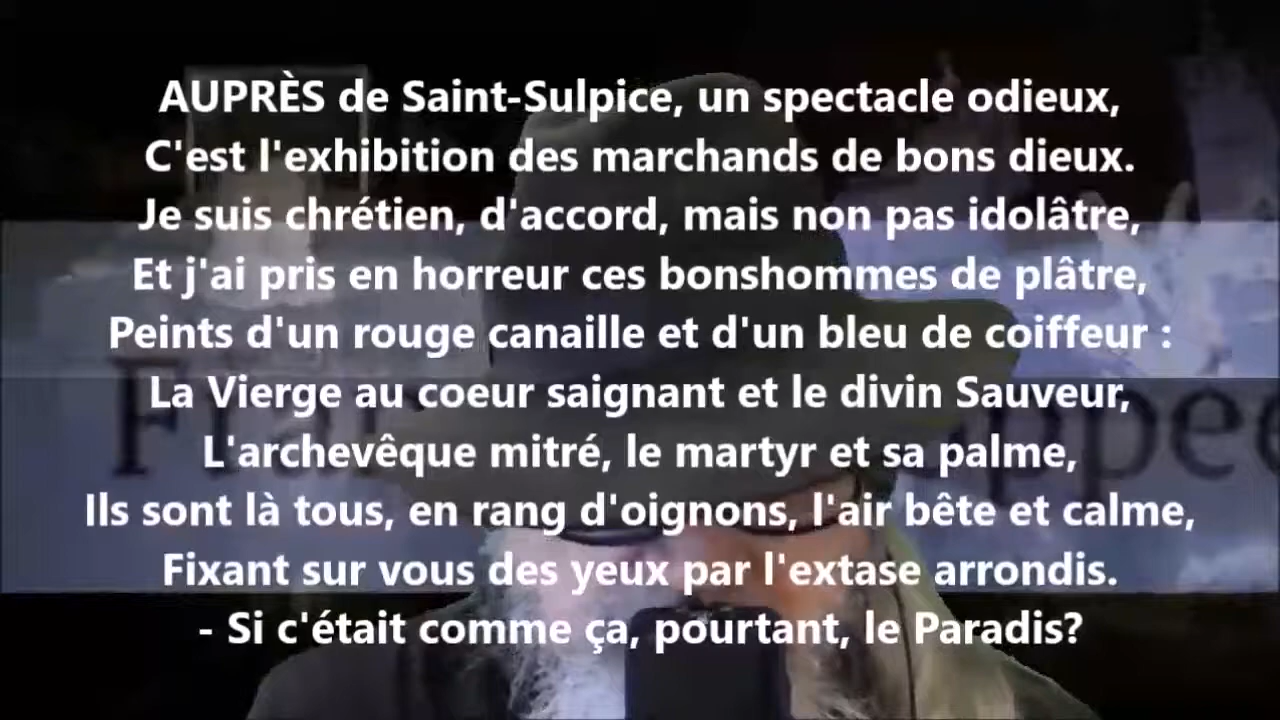 AUPRÈS de Saint-Sulpice, un spectacle odieux,
C'est l'exhibition des marchands de bons dieux.
Je suis chrétien, d'accord, mais non pas idolâtre,
Et j'ai pris en horreur ces bonshommes de plâtre,
Peints d'un rouge canaille et d'un bleu de coiffeur :
La Vierge au coeur saignant et le divin Sauveur,
L'archevêque mitré, le martyr et sa palme,
Ils sont là tous, en rang d'oignons, l'air bête et calme,
Fixant sur vous des yeux par l'extase arrondis.
- Si c'était comme ça, pourtant, le Paradis?